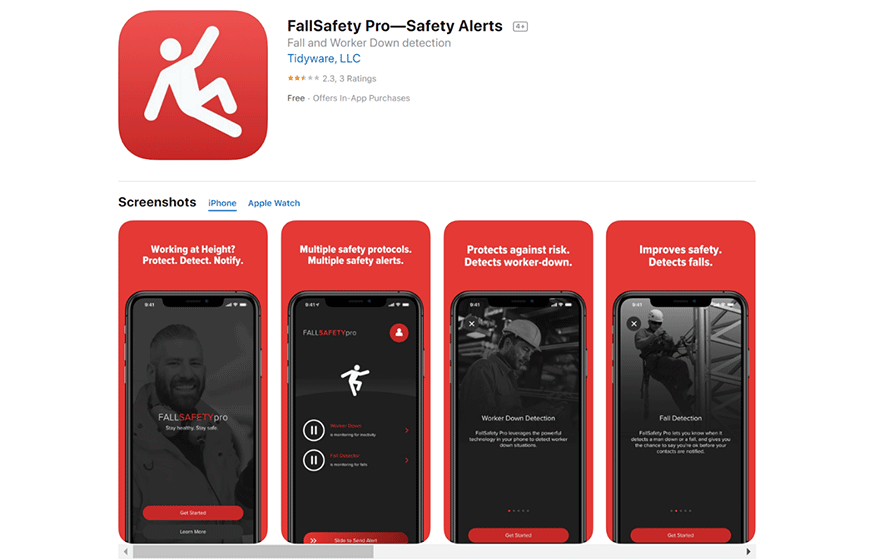 FallSafety Pro—Safety Alerts 4+
Fall and Worker Down detection
Tidyware, LLC
2.3, 3 Ratings
Free · Offers In-App Purchases
Screenshots iPhone Apple Watch
Working at Height?
Protect. Detect. Notify.
9:41
FALLSAFETYpro
Stay healthy. Stay safe.
Get Started
Learn More
Multiple safety protocols.
Multiple safety alerts.
9:41
FALLSAFETYpro
Worker Down
is monitoring for inactivity
Fall Detector
is monitoring for falls
Slide to Send Alert
Protects against risk.
Detects worker-down.
9:41
Worker Down Detection
FallSafety Pro leverages the powerful
technology in your phone to detect worker
down situations.
Get Started
Improves safety.
Detects falls.
9:41
Fall Detection
FallSafety Pro lets you know when it
detects a man down or a fall, and gives you
the chance to say you're ok before your
contacts are notified.
Get Started